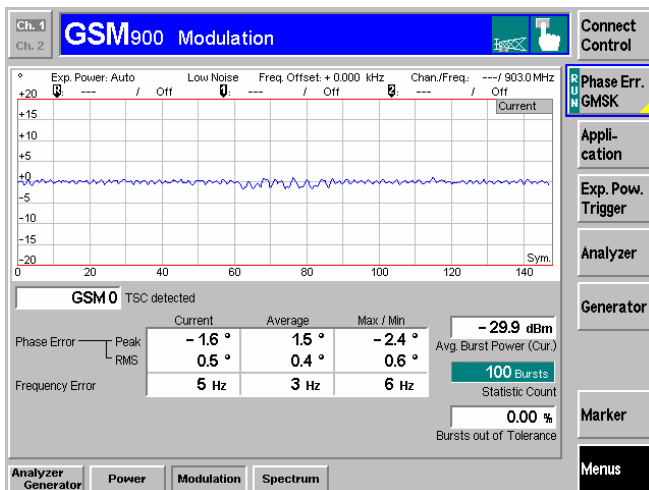 Ch. 1
Ch. 2
GSM900 Modulation
Connect Control
° Exp. Power: Auto Low Noise Freq. Offset: + 0.000 kHz Chan./Freq.: ---/ 903.0 MHz
R: --- / Off 1: --- / Off 2: --- / Off
Current
+20
+15
+10
+5
+0
-5
-10
-15
-20
Sym.
0 20 40 60 80 100 120 140
RUN
Phase Err. GMSK
Appli-
cation
Exp. Pow.
Trigger
Analyzer
Generator
Marker
Menus
GSM 0 TSC detected
Current Average Max / Min
Phase Error Peak – 1.6 ° 1.5 ° – 2.4 °
RMS 0.5 ° 0.4 ° 0.6 °
Frequency Error 5 Hz 3 Hz 6 Hz
– 29.9 dBm
Avg. Burst Power (Cur.)
100 Bursts
Statistic Count
0.00 %
Bursts out of Tolerance
Analyzer
Generator
Power
Modulation
Spectrum